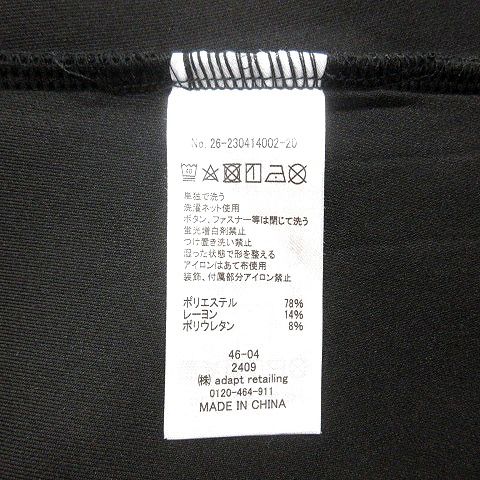 No. 26-230414002-20
40
単独で洗う
洗濯ネット使用
ボタン、ファスナー等は閉じて洗う
蛍光増白剤禁止
つけ置き洗い禁止
湿った状態で形を整える
アイロンはあて布使用
装飾、付属部分アイロン禁止
ポリエステル 78%
レーヨン 14%
ポリウレタン 8%
46-04
2409
(株) adapt retailing
0120-464-911
MADE IN CHINA